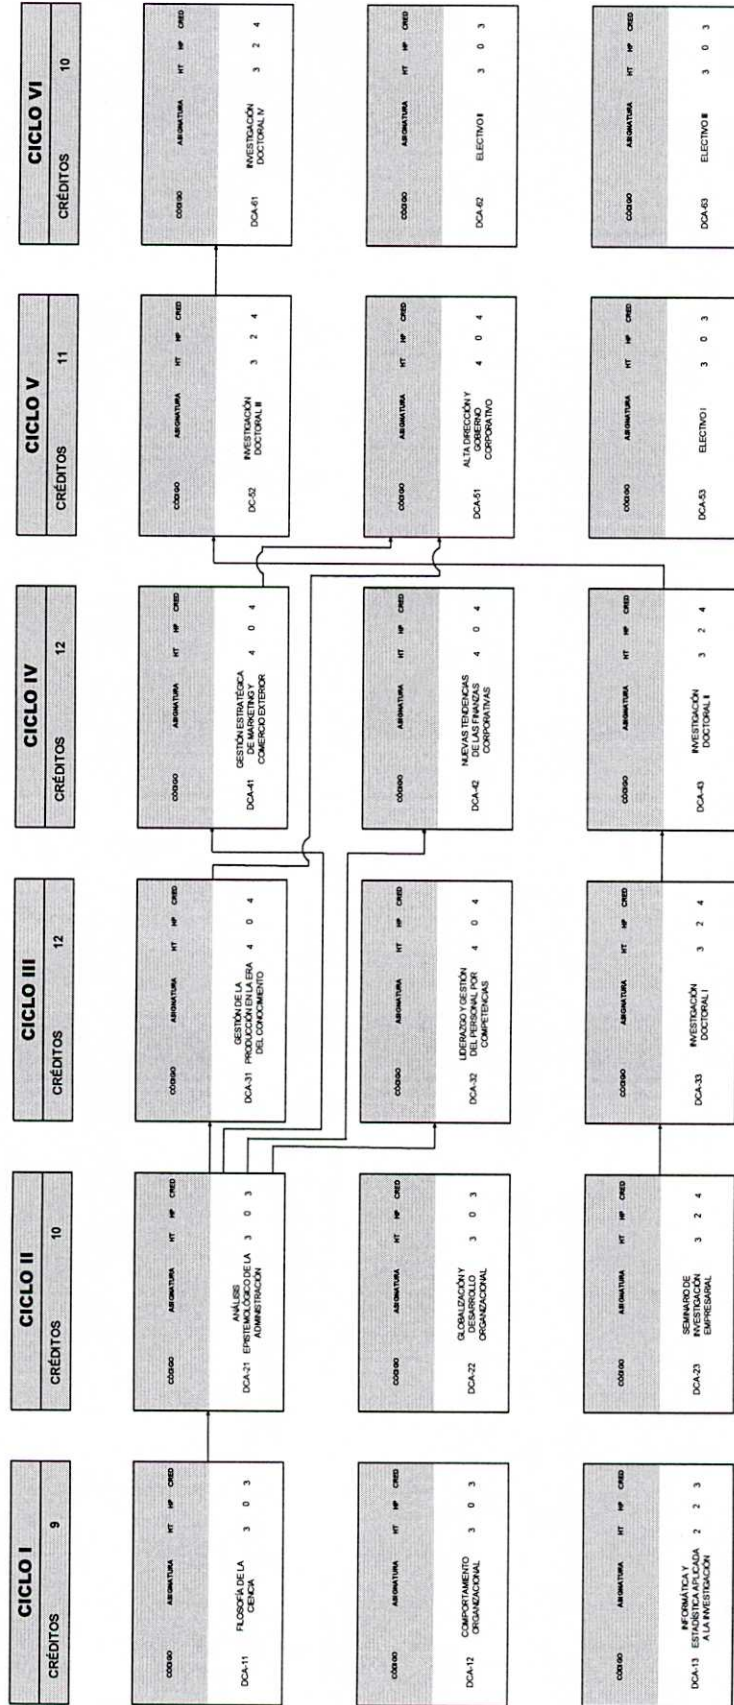 CICLO I
CRÉDITOS 9
CÓDIGO ASIGNATURA HT HP CRED
FILOSOFÍA DE LA
DCA-11 CIENCIA 3 0 3
CÓDIGO ASIGNATURA HT HP CRED
COMPORTAMIENTO
DCA-12 ORGANIZACIONAL 3 0 3
CÓDIGO ASIGNATURA HT HP CRED
INFORMÁTICA Y
DCA-13 ESTADÍSTICA APLICADA 2 2 3
A LA INVESTIGACIÓN
CICLO II
CRÉDITOS 10
CÓDIGO ASIGNATURA HT HP CRED
ANÁLISIS
DCA-21 EPISTEMOLÓGICO DE LA 3 0 3
ADMINISTRACIÓN
CÓDIGO ASIGNATURA HT HP CRED
GLOBALIZACIÓN Y
DCA-22 DESARROLLO 3 0 3
ORGANIZACIONAL
CÓDIGO ASIGNATURA HT HP CRED
SEMINARIO DE
DCA-23 INVESTIGACIÓN 3 2 4
EMPRESARIAL
CICLO III
CRÉDITOS 12
CÓDIGO ASIGNATURA HT HP CRED
GESTIÓN DE LA
DCA-31 PRODUCCIÓN EN LA ERA 4 0 4
DEL CONOCIMIENTO
CÓDIGO ASIGNATURA HT HP CRED
LIDERAZGO Y GESTIÓN
DCA-32 DEL PERSONAL POR 4 0 4
COMPETENCIAS
CÓDIGO ASIGNATURA HT HP CRED
INVESTIGACIÓN
DCA-33 DOCTORAL I 3 2 4
CICLO IV
CRÉDITOS 12
CÓDIGO ASIGNATURA HT HP CRED
GESTIÓN ESTRATÉGICA
DCA-41 DE MARKETING Y 4 0 4
COMERCIO EXTERIOR
CÓDIGO ASIGNATURA HT HP CRED
NUEVAS TENDENCIAS
DCA-42 DE LAS FINANZAS 4 0 4
CORPORATIVAS
CÓDIGO ASIGNATURA HT HP CRED
INVESTIGACIÓN
DCA-43 DOCTORAL II 3 2 4
CICLO V
CRÉDITOS 11
CÓDIGO ASIGNATURA HT HP CRED
INVESTIGACIÓN
DC-52 DOCTORAL III 3 2 4
CÓDIGO ASIGNATURA HT HP CRED
ALTA DIRECCIÓN Y
DCA-51 GOBIERNO 4 0 4
CORPORATIVO
CÓDIGO ASIGNATURA HT HP CRED
DCA-53 ELECTIVO I 3 0 3
CICLO VI
CRÉDITOS 10
CÓDIGO ASIGNATURA HT HP CRED
INVESTIGACIÓN
DCA-61 DOCTORAL IV 3 2 4
CÓDIGO ASIGNATURA HT HP CRED
DCA-62 ELECTIVO II 3 0 3
CÓDIGO ASIGNATURA HT HP CRED
DCA-63 ELECTIVO III 3 0 3